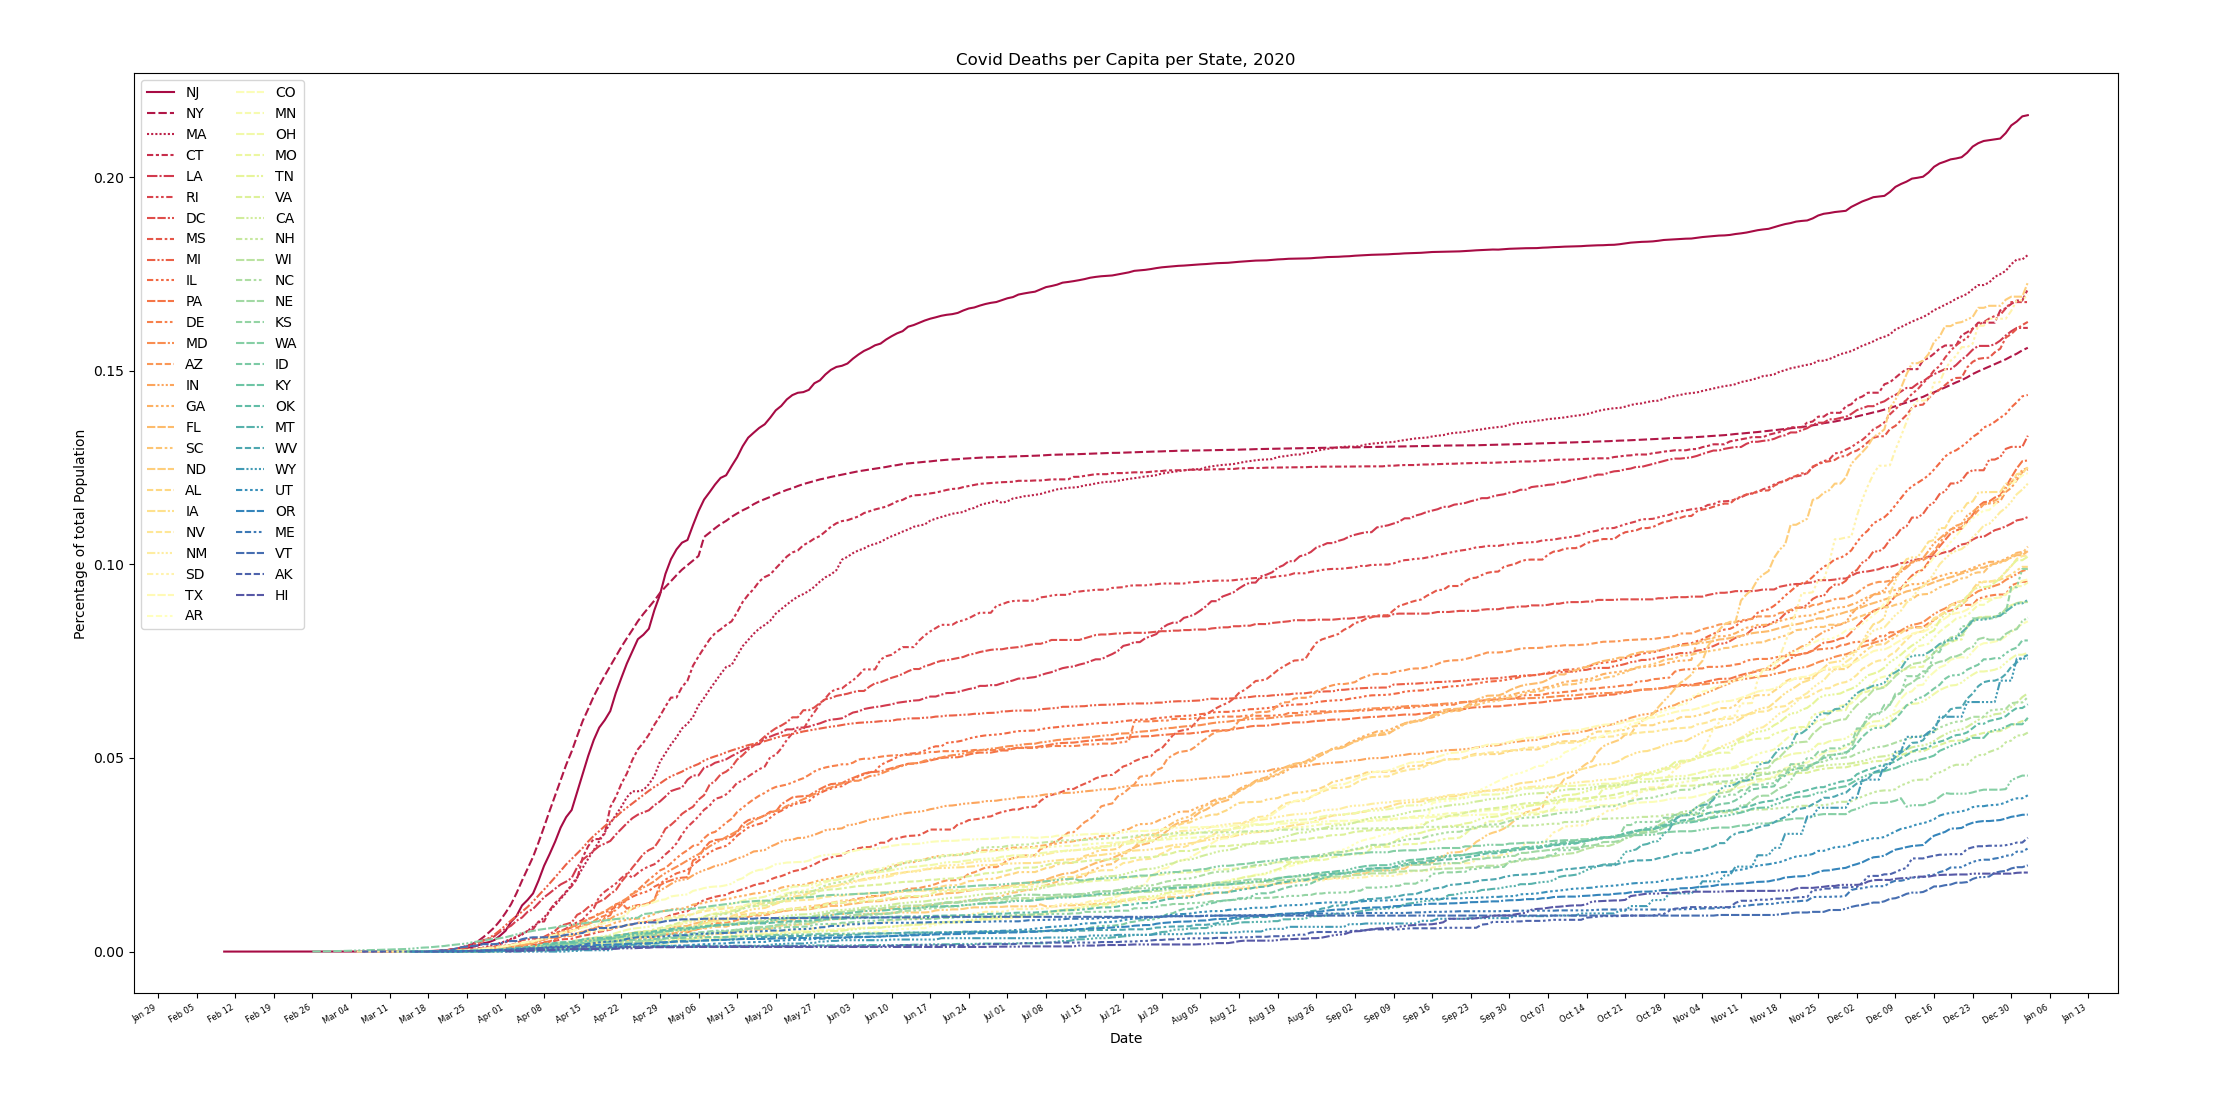 Covid Deaths per Capita per State, 2020
NJ
NY
MA
CT
LA
RI
DC
MS
MI
IL
PA
DE
MD
AZ
IN
GA
FL
SC
ND
AL
IA
NV
NM
SD
TX
AR
CO
MN
OH
MO
TN
VA
CA
NH
WI
NC
NE
KS
WA
ID
KY
OK
MT
WV
WY
UT
OR
ME
VT
AK
HI
Percentage of total Population
0.20
0.15
0.10
0.05
0.00
Jan 29
Feb 05
Feb 12
Feb 19
Feb 26
Mar 04
Mar 11
Mar 18
Mar 25
Apr 01
Apr 08
Apr 15
Apr 22
Apr 29
May 06
May 13
May 20
May 27
Jun 03
Jun 10
Jun 17
Jun 24
Jul 01
Jul 08
Jul 15
Jul 22
Jul 29
Aug 05
Aug 12
Aug 19
Aug 26
Sep 02
Sep 09
Sep 16
Sep 23
Sep 30
Oct 07
Oct 14
Oct 21
Oct 28
Nov 04
Nov 11
Nov 18
Nov 25
Dec 02
Dec 09
Dec 16
Dec 23
Dec 30
Jan 06
Jan 13
Date